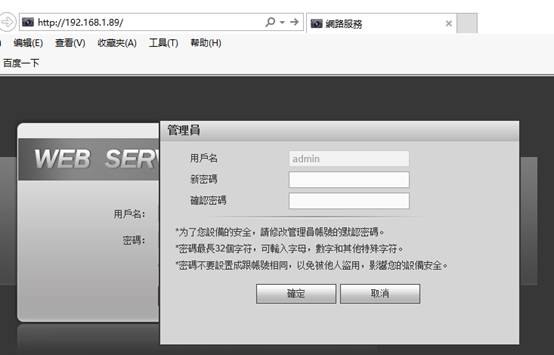 http://192.168.1.89/
網路服務
编辑(E) 查看(V) 收藏夹(A) 工具(T) 帮助(H)
百度一下
管理員
WEB SERV
用戶名 admin
新密碼
確認密碼
用戶名:
密碼:
*为了您設備的安全，請修改管理員帳號的默認密碼。
*密碼最長32個字符，可輸入字母，數字和其他特殊字符。
*密碼不要設置成跟帳號相同，以免被他人盜用，影響您的設備安全。
確定 取消